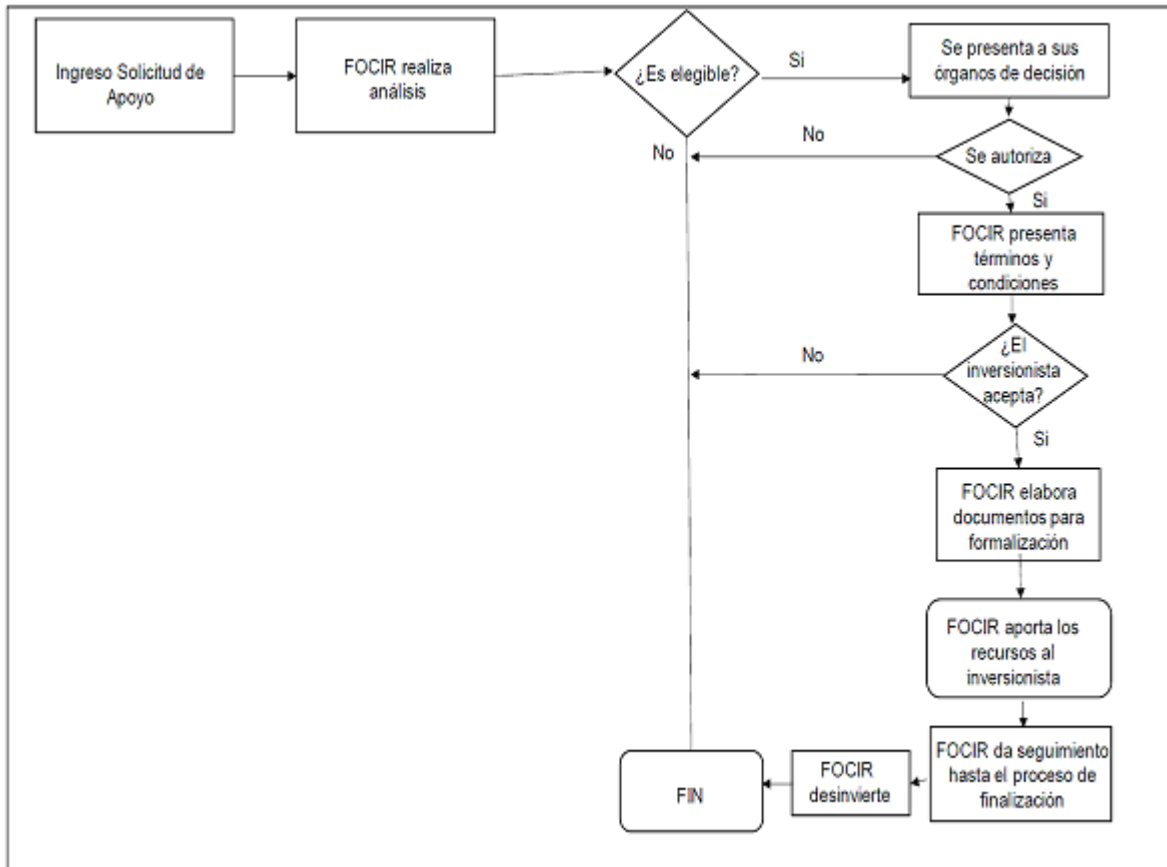 Ingreso Solicitud de
Apoyo
FOCIR realiza
análisis
¿Es elegible?
Si
Se presenta a sus
órganos de decisión
No
No
Se autoriza
Si
FOCIR presenta
términos y
condiciones
No
¿El
inversionista
acepta?
Si
FOCIR elabora
documentos para
formalización
FOCIR aporta los
recursos al
inversionista
FOCIR da seguimiento
hasta el proceso de
finalización
FOCIR
desinvierte
FIN